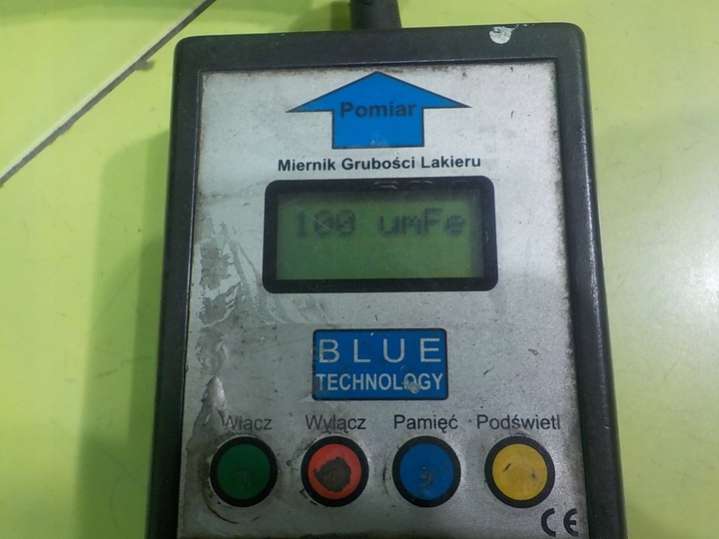 Pomiar
Miernik Grubości Lakieru
100 umFe
BLUE
TECHNOLOGY
Włącz Wyłącz Pamięć Podświetl
CE